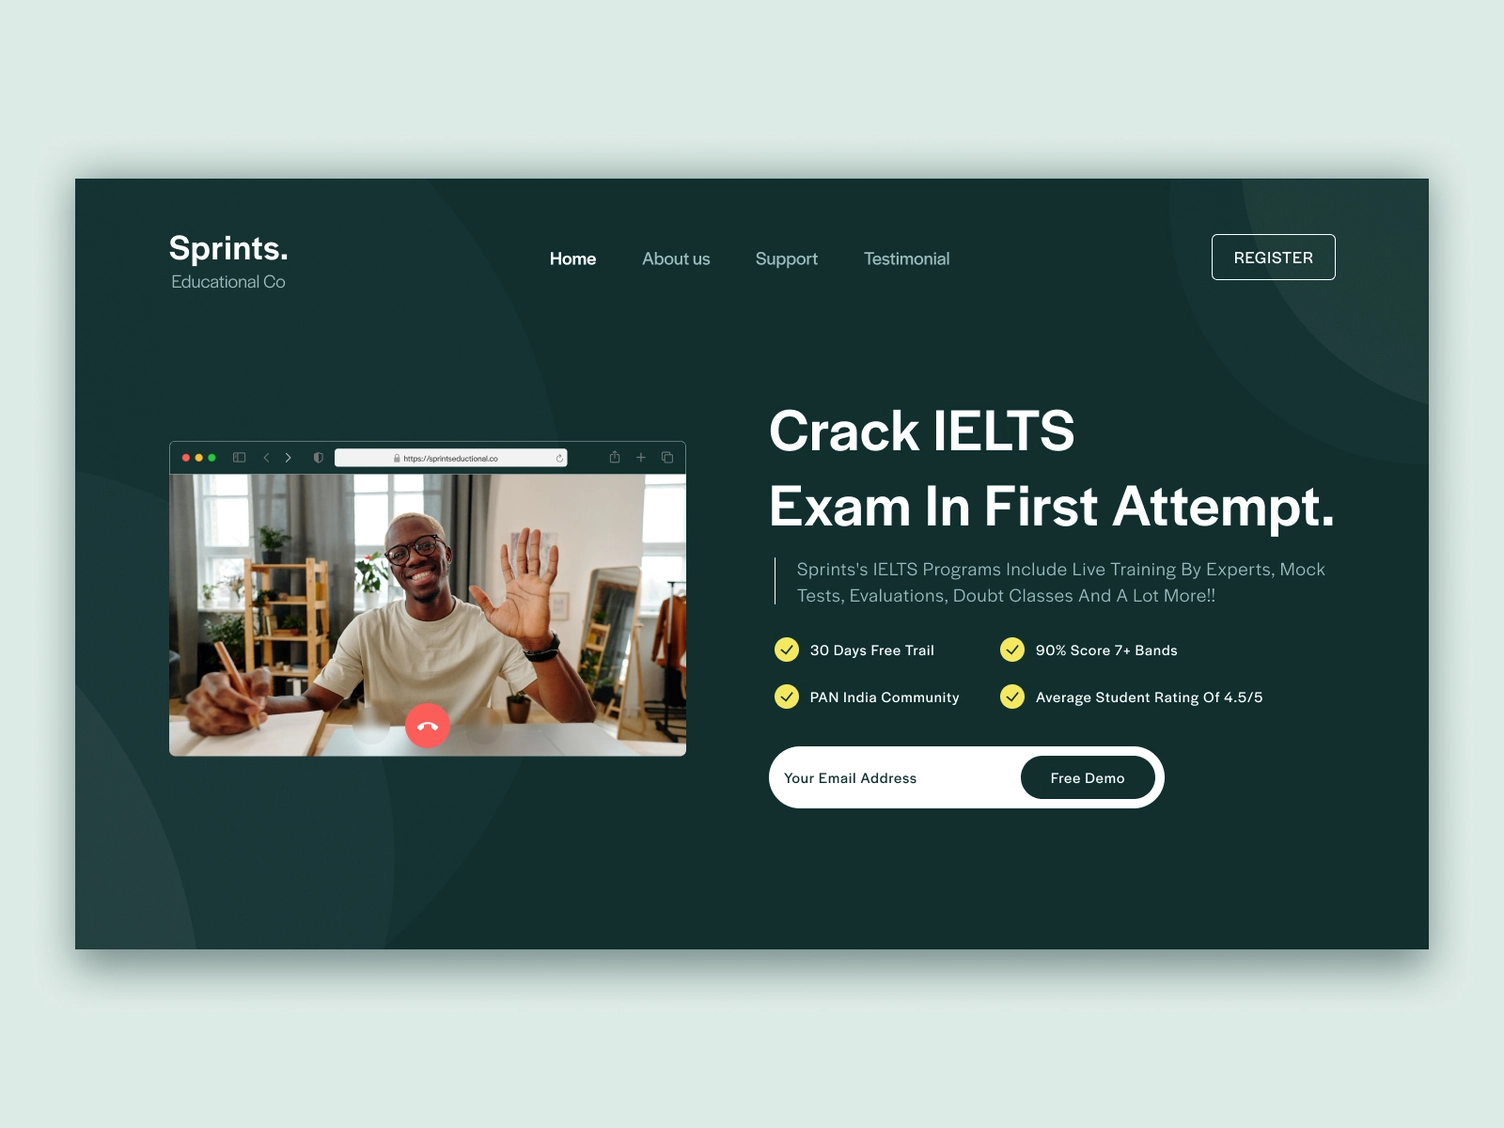 Sprints.
Educational Co
Home
About us
Support
Testimonial
REGISTER
https://sprintseductional.co
Crack IELTS
Exam In First Attempt.
Sprints's IELTS Programs Include Live Training By Experts, Mock
Tests, Evaluations, Doubt Classes And A Lot More!!
30 Days Free Trail
90% Score 7+ Bands
PAN India Community
Average Student Rating Of 4.5/5
Your Email Address
Free Demo